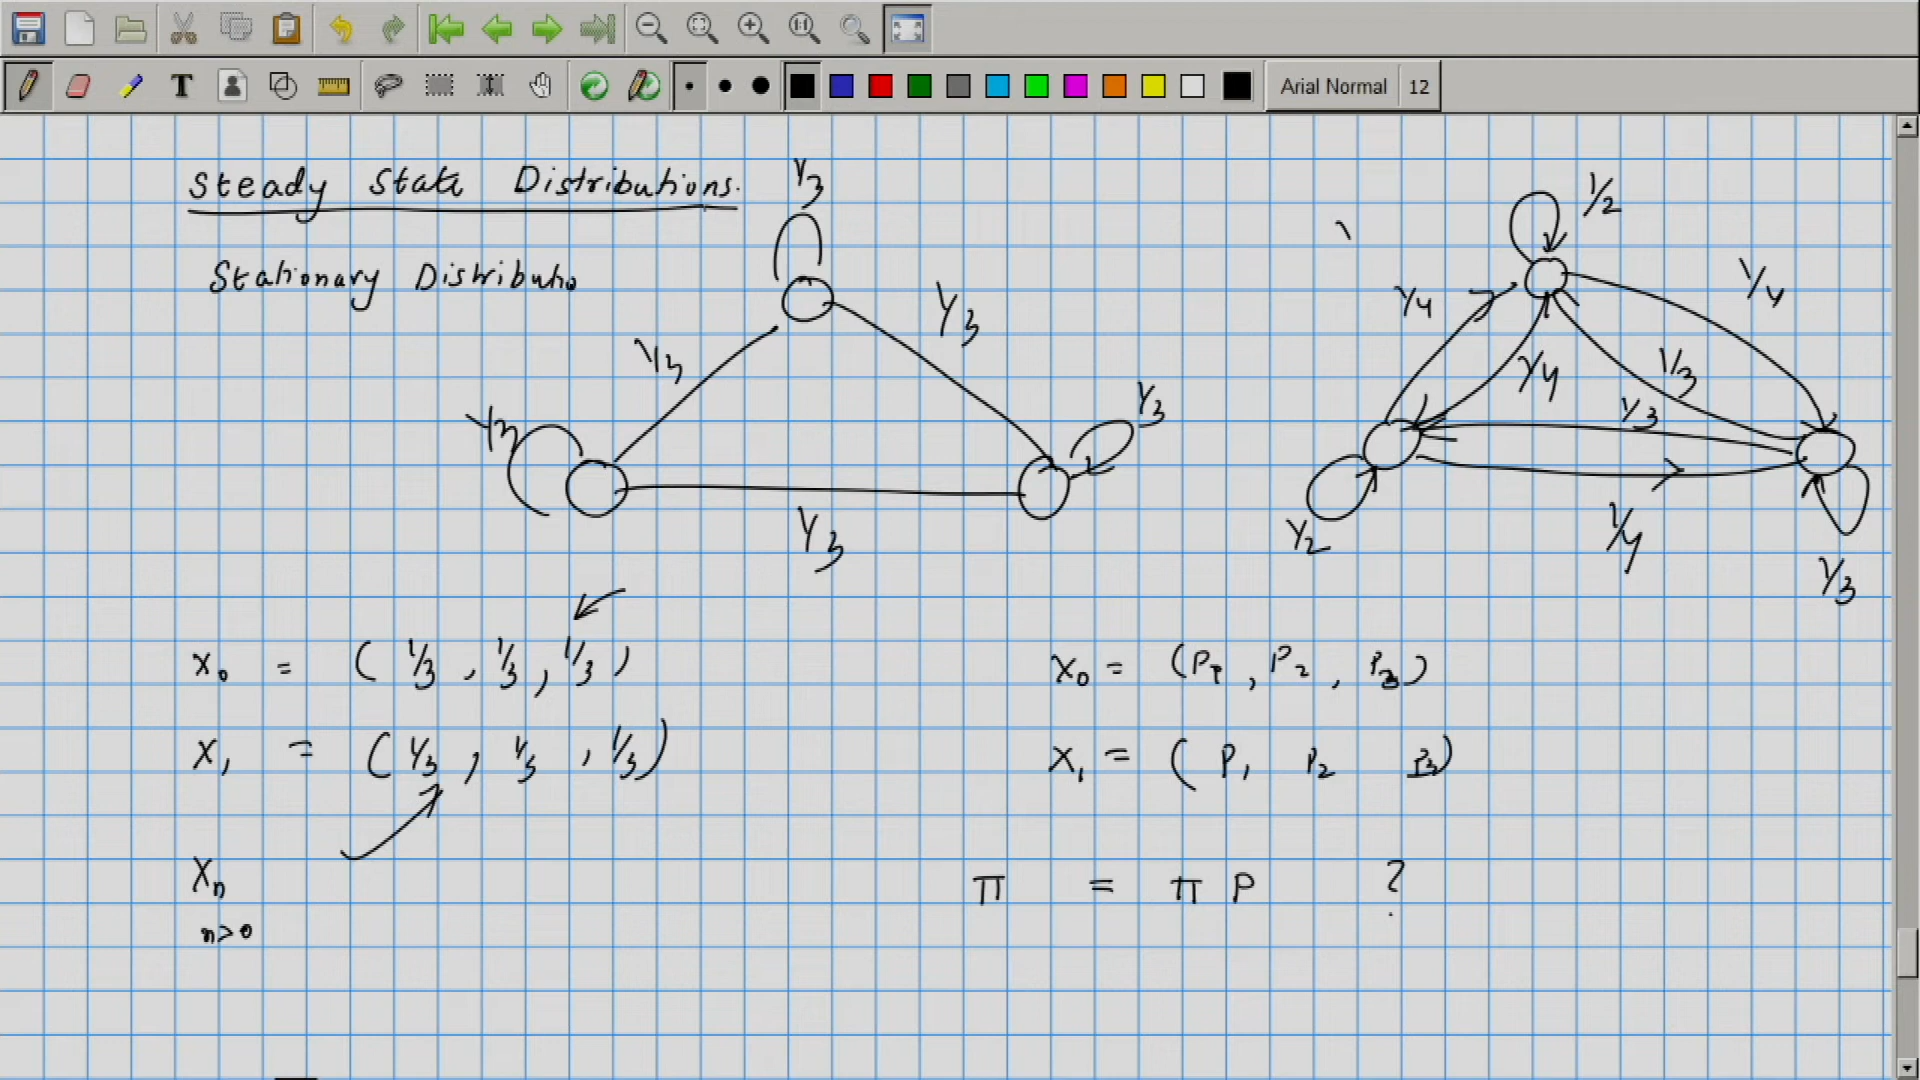 Arial Normal 12
Steady State Distributions.
Stationary Distributio
1/3
1/3
1/3
1/3
1/3
1/3
1/2
1/4
1/4
1/4
1/3
1/3
1/2
1/4
1/3
X₀ = ( 1/3 , 1/3 , 1/3 )
X₁ = ( 1/3 , 1/3 , 1/3 )
Xₙ
n>0
X₀ = (P₁ , P₂ , P₃ )
X₁ = ( P₁ P₂ P₃)
π = π P ?